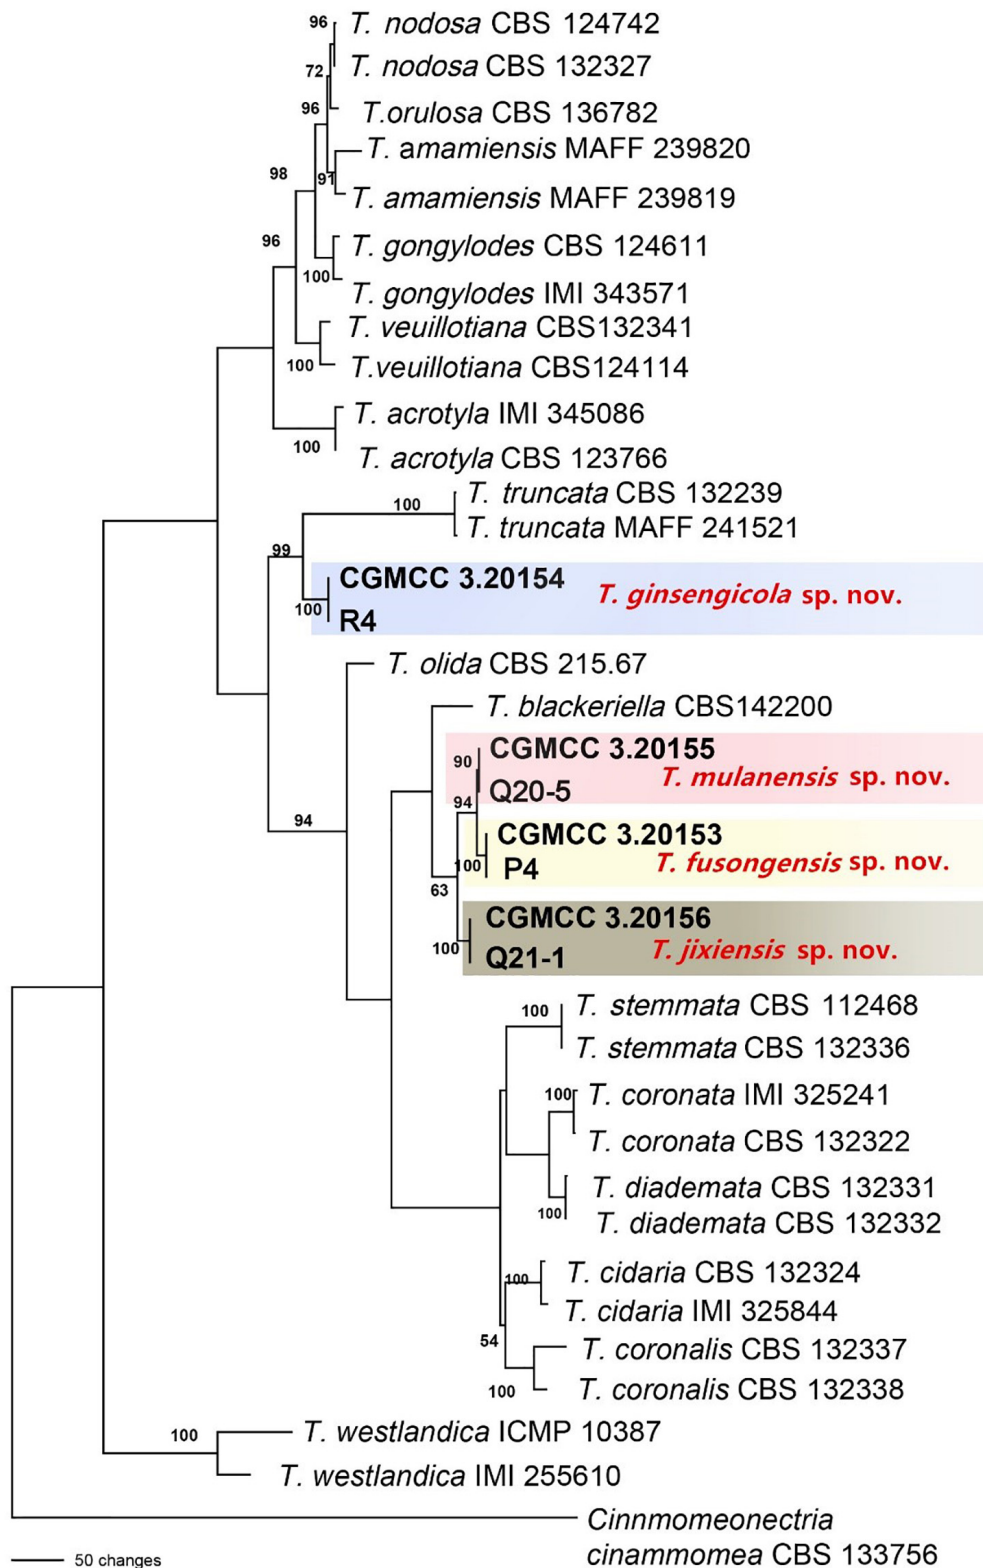 96
T. nodosa CBS 124742
T. nodosa CBS 132327
72
96
T.orulosa CBS 136782
T. amamiensis MAFF 239820
98
91
T. amamiensis MAFF 239819
96
T. gongylodes CBS 124611
100
T. gongylodes IMI 343571
T. veuillotiana CBS132341
100
T.veuillotiana CBS124114
T. acrotyla IMI 345086
100
T. acrotyla CBS 123766
T. truncata CBS 132239
100
T. truncata MAFF 241521
99
CGMCC 3.20154
T. ginsengicola sp. nov.
100
R4
T. olida CBS 215.67
T. blackeriella CBS142200
CGMCC 3.20155
90
T. mulanensis sp. nov.
Q20-5
94
94
CGMCC 3.20153
T. fusongensis sp. nov.
100
P4
63
CGMCC 3.20156
100
Q21-1
T. jixiensis sp. nov.
T. stemmata CBS 112468
100
T. stemmata CBS 132336
100
T. coronata IMI 325241
T. coronata CBS 132322
T. diademata CBS 132331
100
T. diademata CBS 132332
T. cidaria CBS 132324
100
T. cidaria IMI 325844
54
T. coronalis CBS 132337
100
T. coronalis CBS 132338
100
T. westlandica ICMP 10387
T. westlandica IMI 255610
Cinnmomeonectria
cinammomea CBS 133756
50 changes